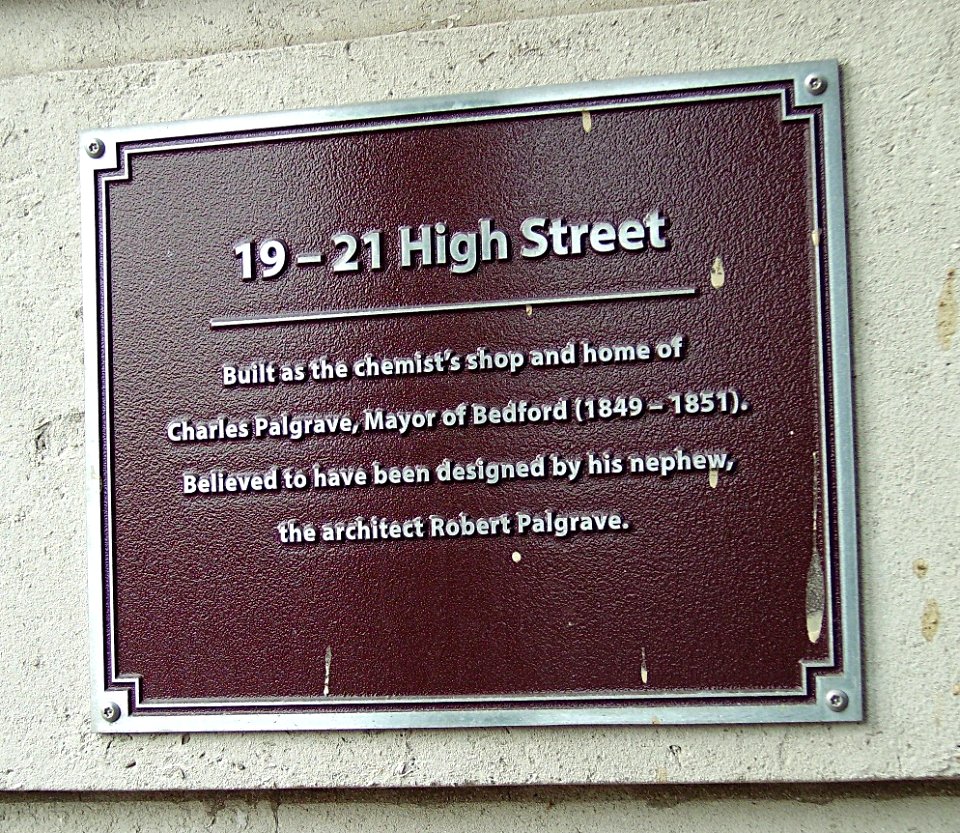 19 – 21 High Street
Built as the chemist's shop and home of
Charles Palgrave, Mayor of Bedford (1849 – 1851).
Believed to have been designed by his nephew,
the architect Robert Palgrave.